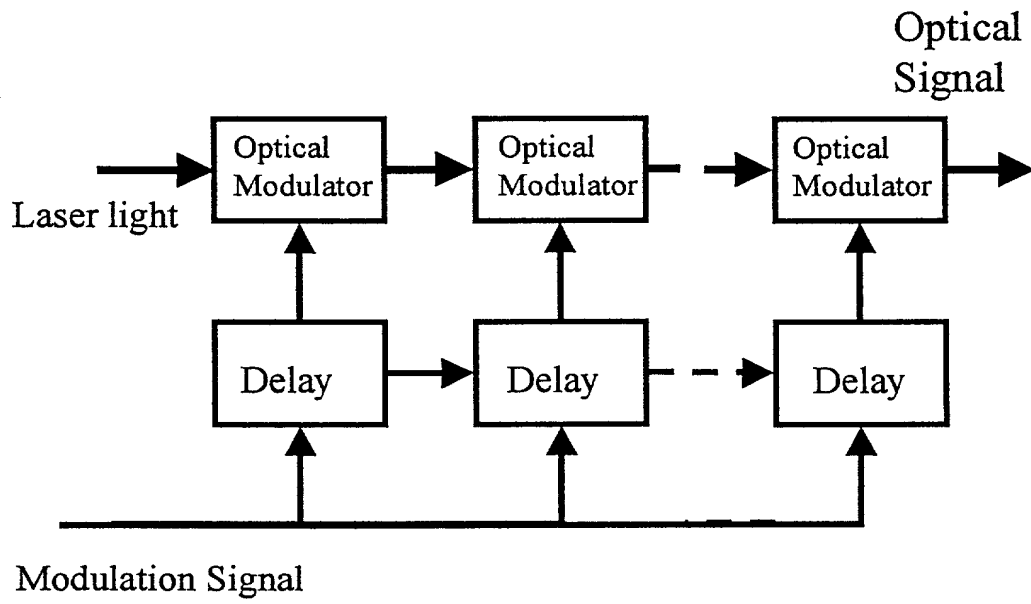 Optical
Signal
Optical
Modulator
Optical
Modulator
Optical
Modulator
Laser light
Delay
Delay
Delay
Modulation Signal